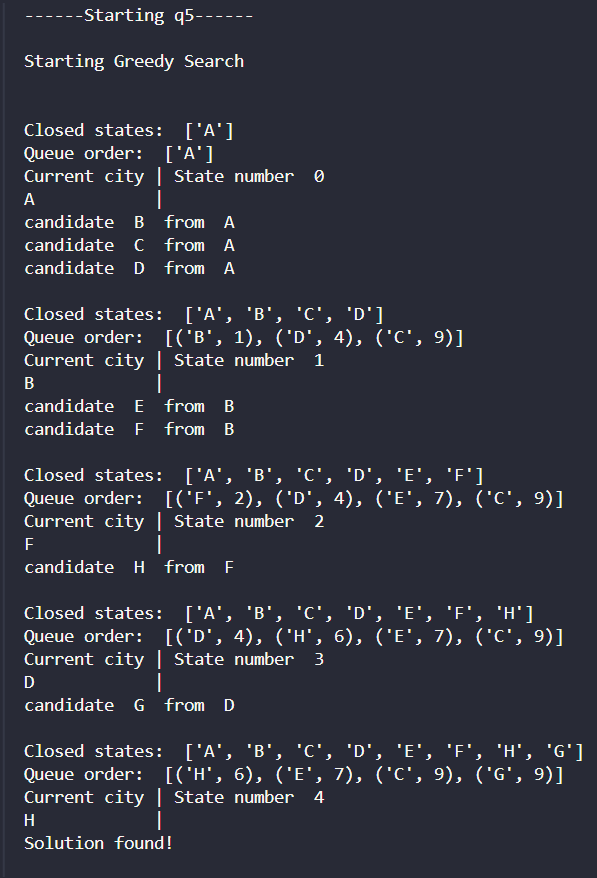 ------Starting q5------
Starting Greedy Search
Closed states:  ['A']
Queue order:  ['A']
Current city | State number  0
A            |
candidate  B  from  A
candidate  C  from  A
candidate  D  from  A
Closed states:  ['A', 'B', 'C', 'D']
Queue order:  [('B', 1), ('D', 4), ('C', 9)]
Current city | State number  1
B            |
candidate  E  from  B
candidate  F  from  B
Closed states:  ['A', 'B', 'C', 'D', 'E', 'F']
Queue order:  [('F', 2), ('D', 4), ('E', 7), ('C', 9)]
Current city | State number  2
F            |
candidate  H  from  F
Closed states:  ['A', 'B', 'C', 'D', 'E', 'F', 'H']
Queue order:  [('D', 4), ('H', 6), ('E', 7), ('C', 9)]
Current city | State number  3
D            |
candidate  G  from  D
Closed states:  ['A', 'B', 'C', 'D', 'E', 'F', 'H', 'G']
Queue order:  [('H', 6), ('E', 7), ('C', 9), ('G', 9)]
Current city | State number  4
H            |
Solution found!